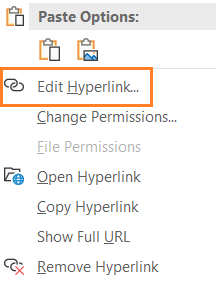 Paste Options:
Edit Hyperlink...
Change Permissions...
File Permissions
Open Hyperlink
Copy Hyperlink
Show Full URL
Remove Hyperlink